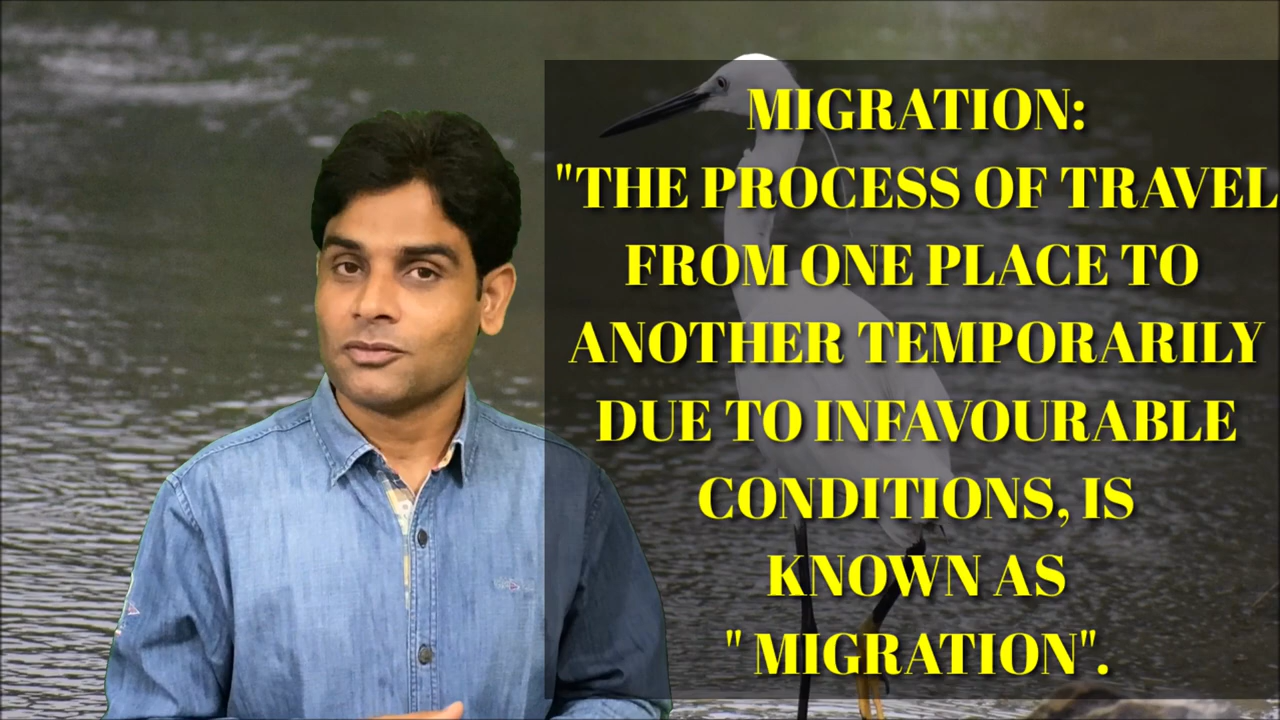 MIGRATION:
"THE PROCESS OF TRAVEL
FROM ONE PLACE TO
ANOTHER TEMPORARILY
DUE TO INFAVOURABLE
CONDITIONS, IS
KNOWN AS
" MIGRATION".